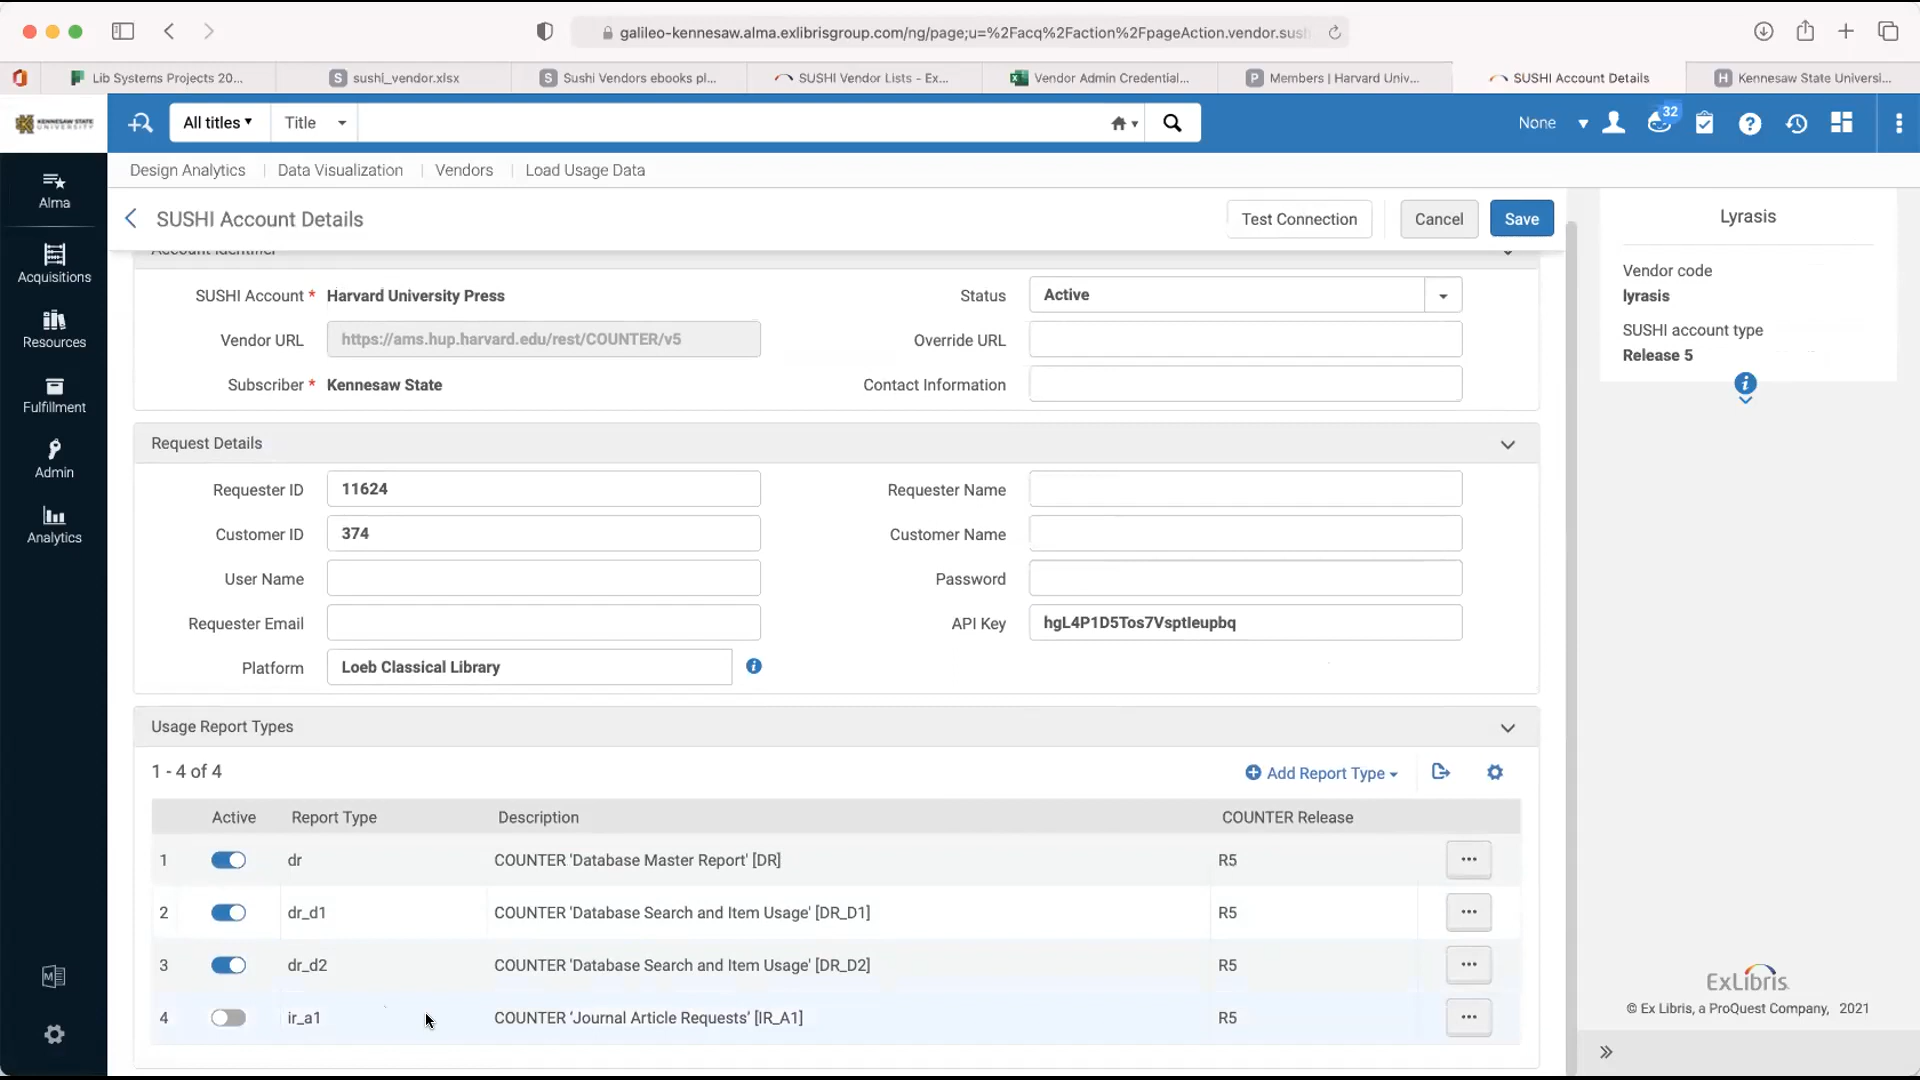 galileo-kennesaw.alma.exlibrisgroup.com/ng/page;u=%2Facq%2Faction%2FpageAction.vendor.sush
Lib Systems Projects 20...
S sushi_vendor.xlsx
S Sushi Vendors ebooks pl...
SUSHI Vendor Lists - Ex...
Vendor Admin Credential...
P Members | Harvard Univ...
SUSHI Account Details
H Kennesaw State Universi...
KENNESAW STATE
UNIVERSITY
All titles
Title
None
32
Alma
Acquisitions
Resources
Fulfillment
Admin
Analytics
Design Analytics
Data Visualization
Vendors
Load Usage Data
SUSHI Account Details
Test Connection
Cancel
Save
Account Identifier
SUSHI Account * Harvard University Press
Status Active
Vendor URL https://ams.hup.harvard.edu/rest/COUNTER/v5
Override URL
Subscriber * Kennesaw State
Contact Information
Request Details
Requester ID 11624
Requester Name
Customer ID 374
Customer Name
User Name
Password
Requester Email
API Key hgL4P1D5Tos7Vsptleupbq
Platform Loeb Classical Library
Usage Report Types
1 - 4 of 4
Add Report Type
Active Report Type Description COUNTER Release
1 dr COUNTER 'Database Master Report' [DR] R5 ...
2 dr_d1 COUNTER 'Database Search and Item Usage' [DR_D1] R5 ...
3 dr_d2 COUNTER 'Database Search and Item Usage' [DR_D2] R5 ...
4 ir_a1 COUNTER 'Journal Article Requests' [IR_A1] R5 ...
Lyrasis
Vendor code
lyrasis
SUSHI account type
Release 5
ExLibris
© Ex Libris, a ProQuest Company, 2021